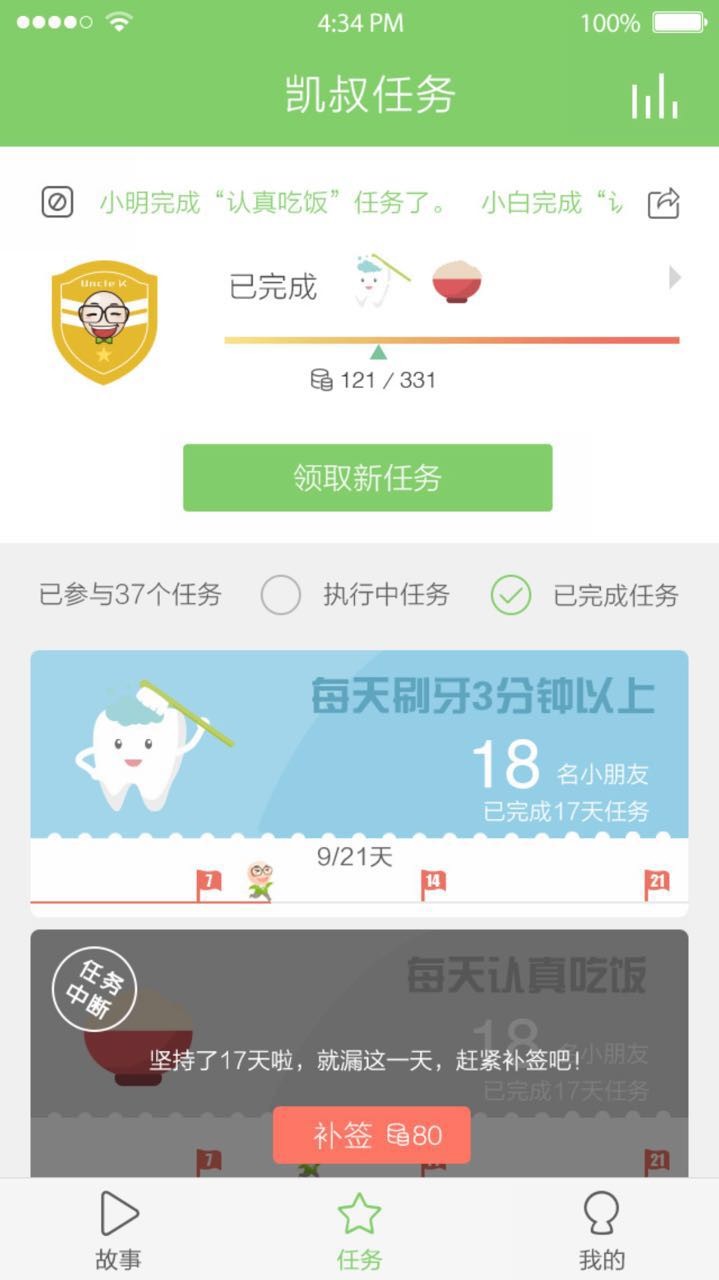 4:34 PM 100%
凯叔任务
小明完成“认真吃饭”任务了。 小白完成“
Uncle K
已完成
121 / 331
领取新任务
已参与37个任务 执行中任务 已完成任务
每天刷牙3分钟以上
18 名小朋友
已完成17天任务
9/21天
7 14 21
任务中断
每天认真吃饭
18 名小朋友
坚持了17天啦，就漏这一天，赶紧补签吧！
已完成17天任务
补签 80
7 21
故事 任务 我的